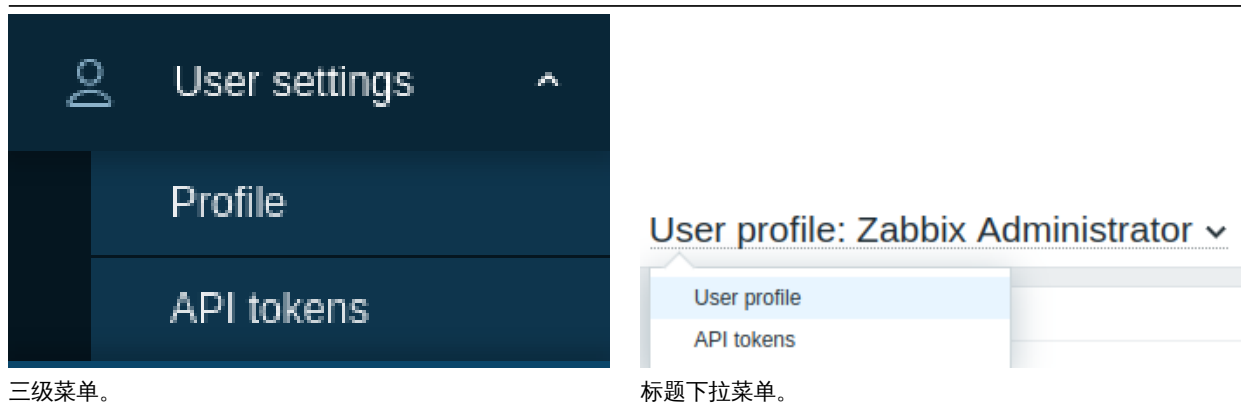 User settings
Profile
API tokens
三级菜单。
User profile: Zabbix Administrator
User profile
API tokens
标题下拉菜单。